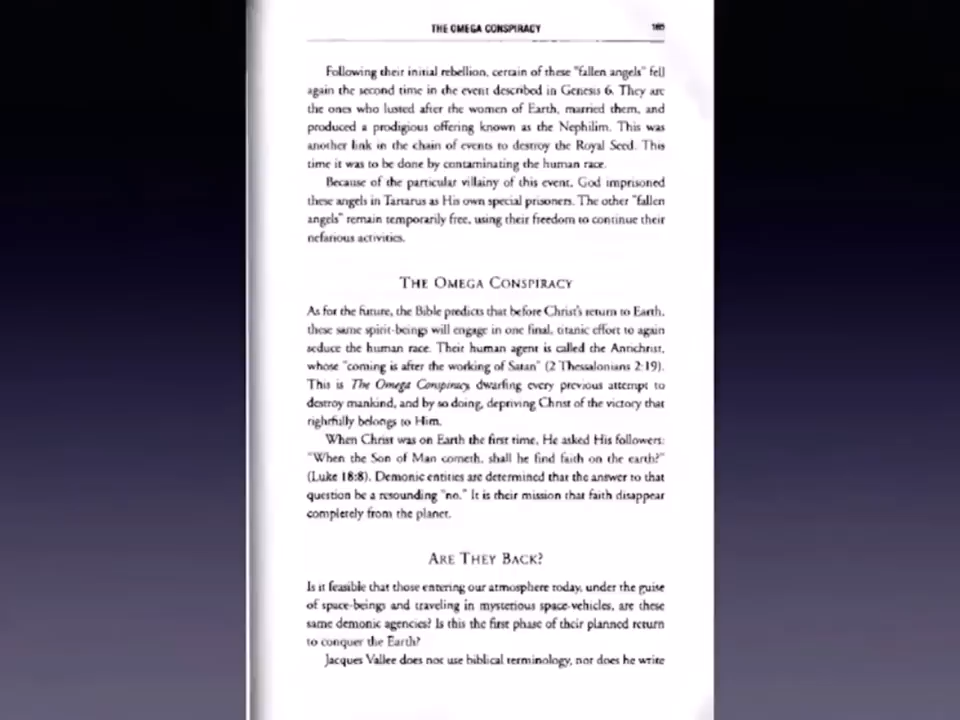 THE OMEGA CONSPIRACY 185
Following their initial rebellion, certain of these "fallen angels" fell
again the second time in the event described in Genesis 6. They are
the ones who lusted after the women of Earth, married them, and
produced a prodigious offering known as the Nephilim. This was
another link in the chain of events to destroy the Royal Seed. This
time it was to be done by contaminating the human race.
Because of the particular villainy of this event, God imprisoned
these angels in Tartarus as His own special prisoners. The other "fallen
angels" remain temporarily free, using their freedom to continue their
nefarious activities.
THE OMEGA CONSPIRACY
As for the future, the Bible predicts that before Christ's return to Earth,
these same spirit-beings will engage in one final, titanic effort to again
seduce the human race. Their human agent is called the Antichrist,
whose "coming is after the working of Satan" (2 Thessalonians 2:19).
This is The Omega Conspiracy, dwarfing every previous attempt to
destroy mankind, and by so doing, depriving Christ of the victory that
rightfully belongs to Him.
When Christ was on Earth the first time, He asked His followers:
"When the Son of Man cometh, shall he find faith on the earth?"
(Luke 18:8). Demonic entities are determined that the answer to that
question be a resounding "no." It is their mission that faith disappear
completely from the planet.
ARE THEY BACK?
Is it feasible that those entering our atmosphere today, under the guise
of space-beings and traveling in mysterious space-vehicles, are these
same demonic agencies? Is this the first phase of their planned return
to conquer the Earth?
Jacques Vallee does not use biblical terminology, nor does he write